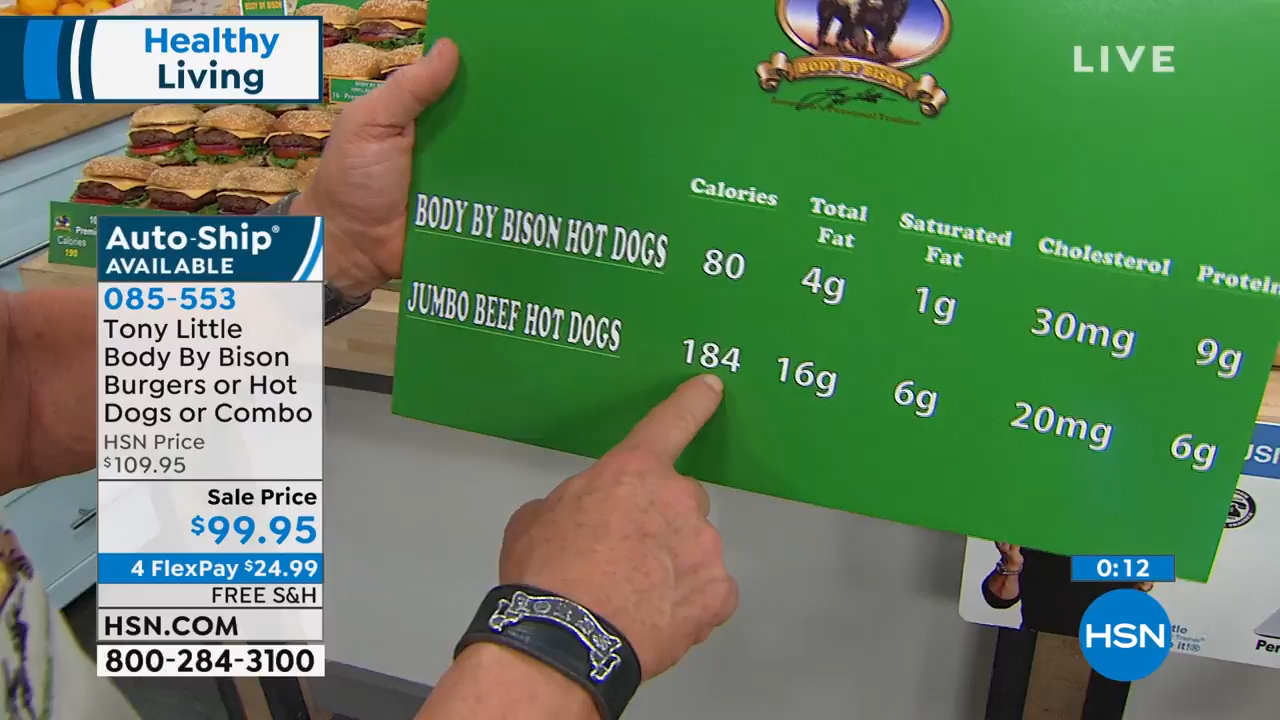 Healthy
Living
LIVE
BODY BY BISON
BODY BY BISON
Calories
Total
Fat
Saturated
Fat
Cholesterol
Protein
BODY BY BISON HOT DOGS
80
4g
1g
30mg
9g
JUMBO BEEF HOT DOGS
184
16g
6g
20mg
6g
Calories
190
Auto-Ship®
AVAILABLE
085-553
Tony Little
Body By Bison
Burgers or Hot
Dogs or Combo
HSN Price
$109.95
Sale Price
$99.95
4 FlexPay $24.99
FREE S&H
HSN.COM
800-284-3100
0:12
HSN